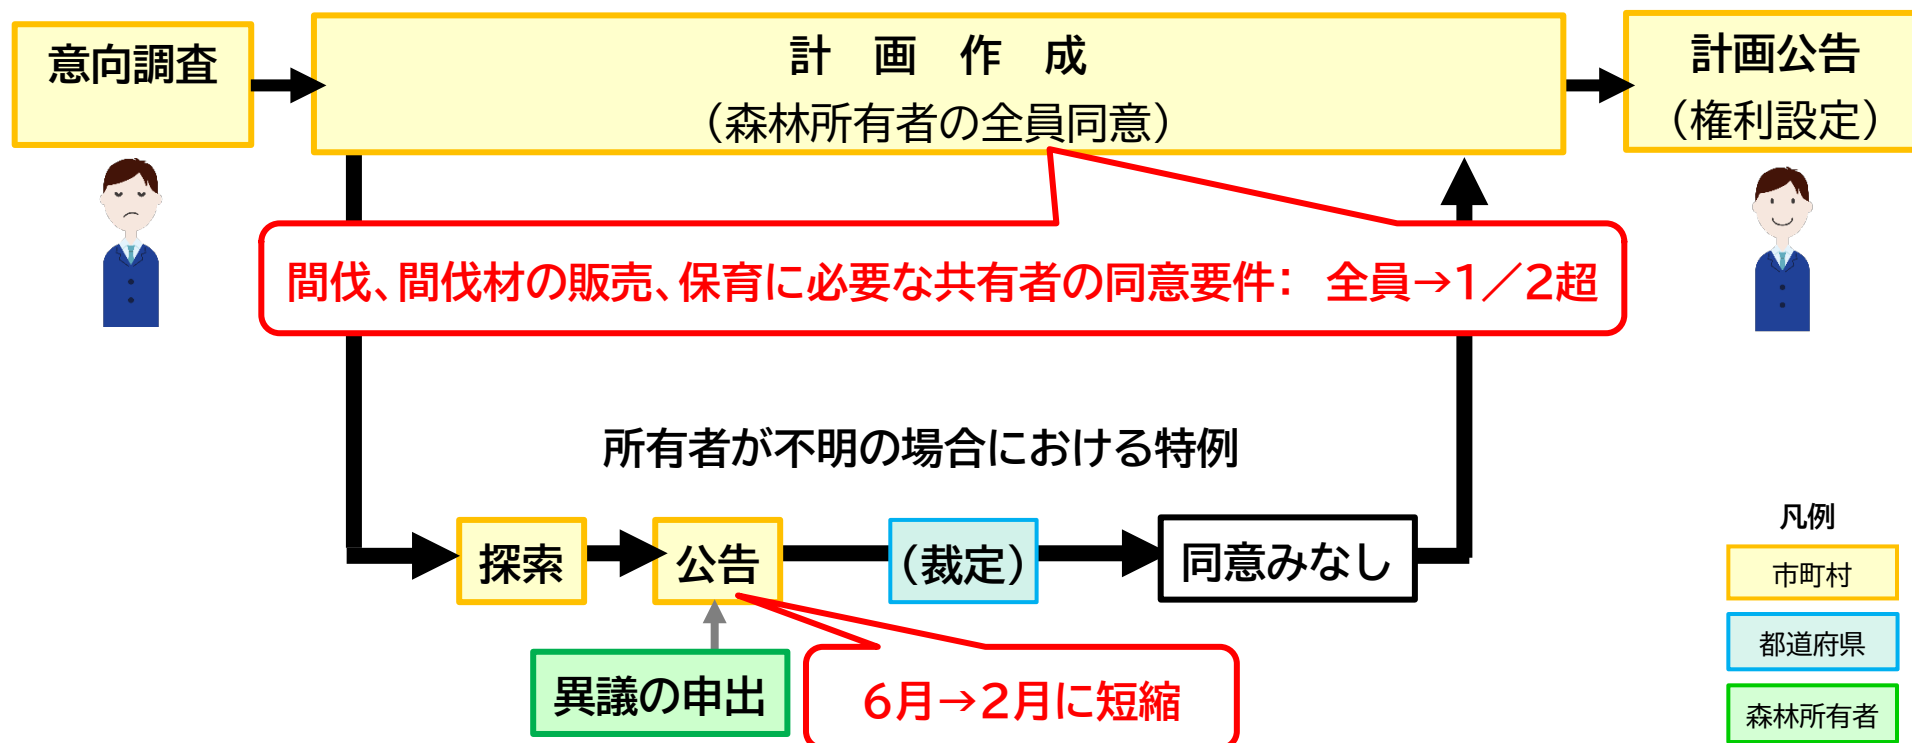 意向調査
計　画　作　成
（森林所有者の全員同意）
計画公告
（権利設定）
間伐、間伐材の販売、保育に必要な共有者の同意要件：　全員→1／2超
所有者が不明の場合における特例
探索
公告
（裁定）
同意みなし
異議の申出
6月→2月に短縮
凡例
市町村
都道府県
森林所有者